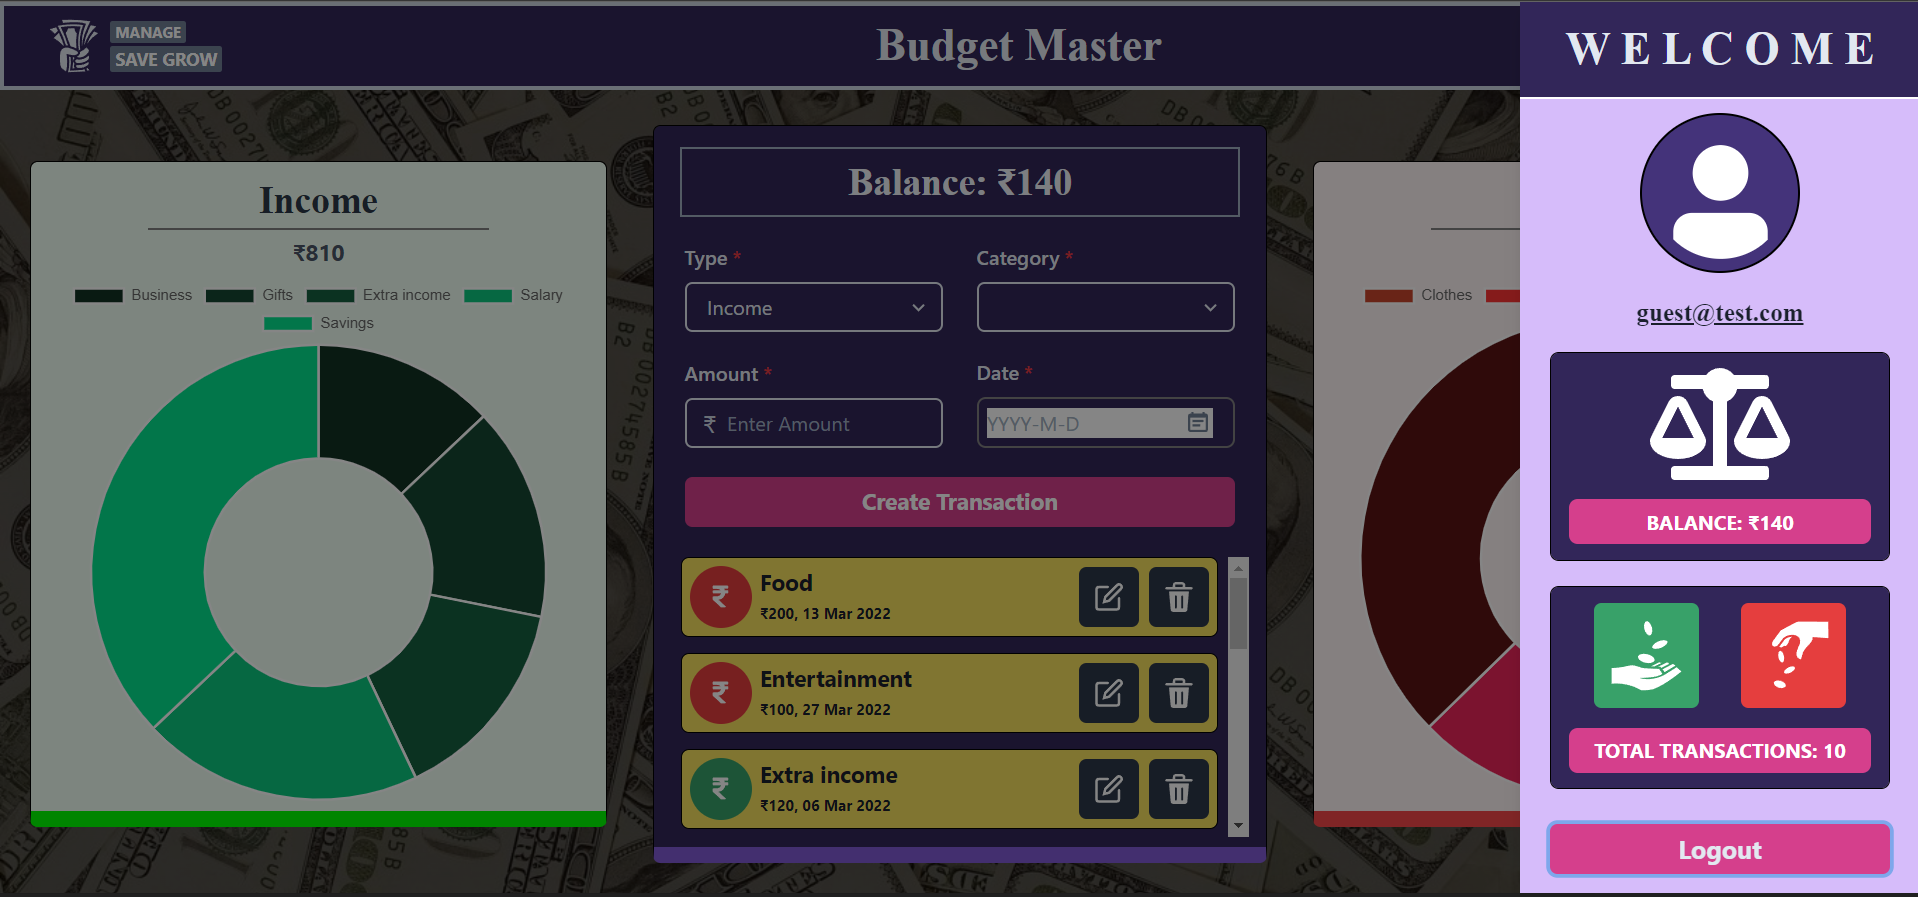 MANAGE
SAVE GROW
Budget Master
WELCOME
Income
₹810
Business
Gifts
Extra income
Salary
Savings
Balance: ₹140
Type *
Category *
Income
Amount *
Date *
₹ Enter Amount
YYYY-M-D
Create Transaction
₹
Food
₹200, 13 Mar 2022
₹
Entertainment
₹100, 27 Mar 2022
₹
Extra income
₹120, 06 Mar 2022
Clothes
guest@test.com
BALANCE: ₹140
TOTAL TRANSACTIONS: 10
Logout